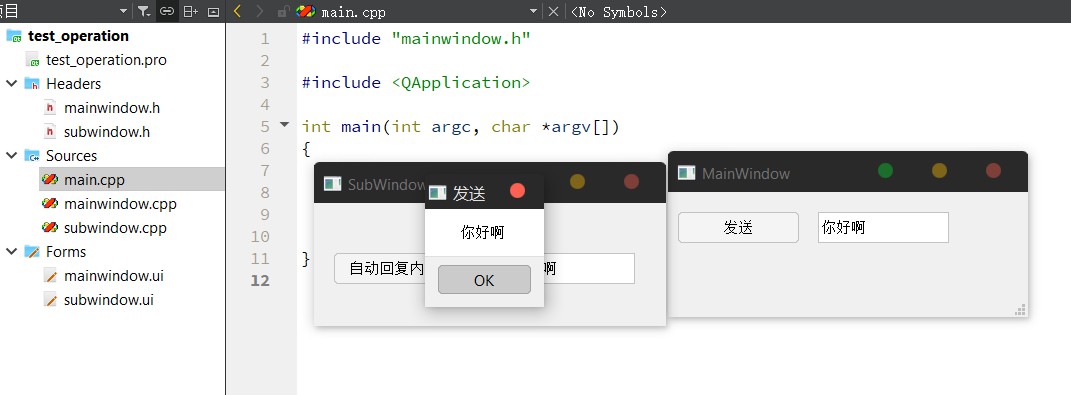 项目
main.cpp
<No Symbols>
test_operation
test_operation.pro
Headers
mainwindow.h
subwindow.h
Sources
main.cpp
mainwindow.cpp
subwindow.cpp
Forms
mainwindow.ui
subwindow.ui
1 #include "mainwindow.h"
2
3 #include <QApplication>
4
5 int main(int argc, char *argv[])
6 {
7
8
9
10
11 }
12
SubWindow
自动回复内
啊
发送
你好啊
OK
MainWindow
发送
你好啊